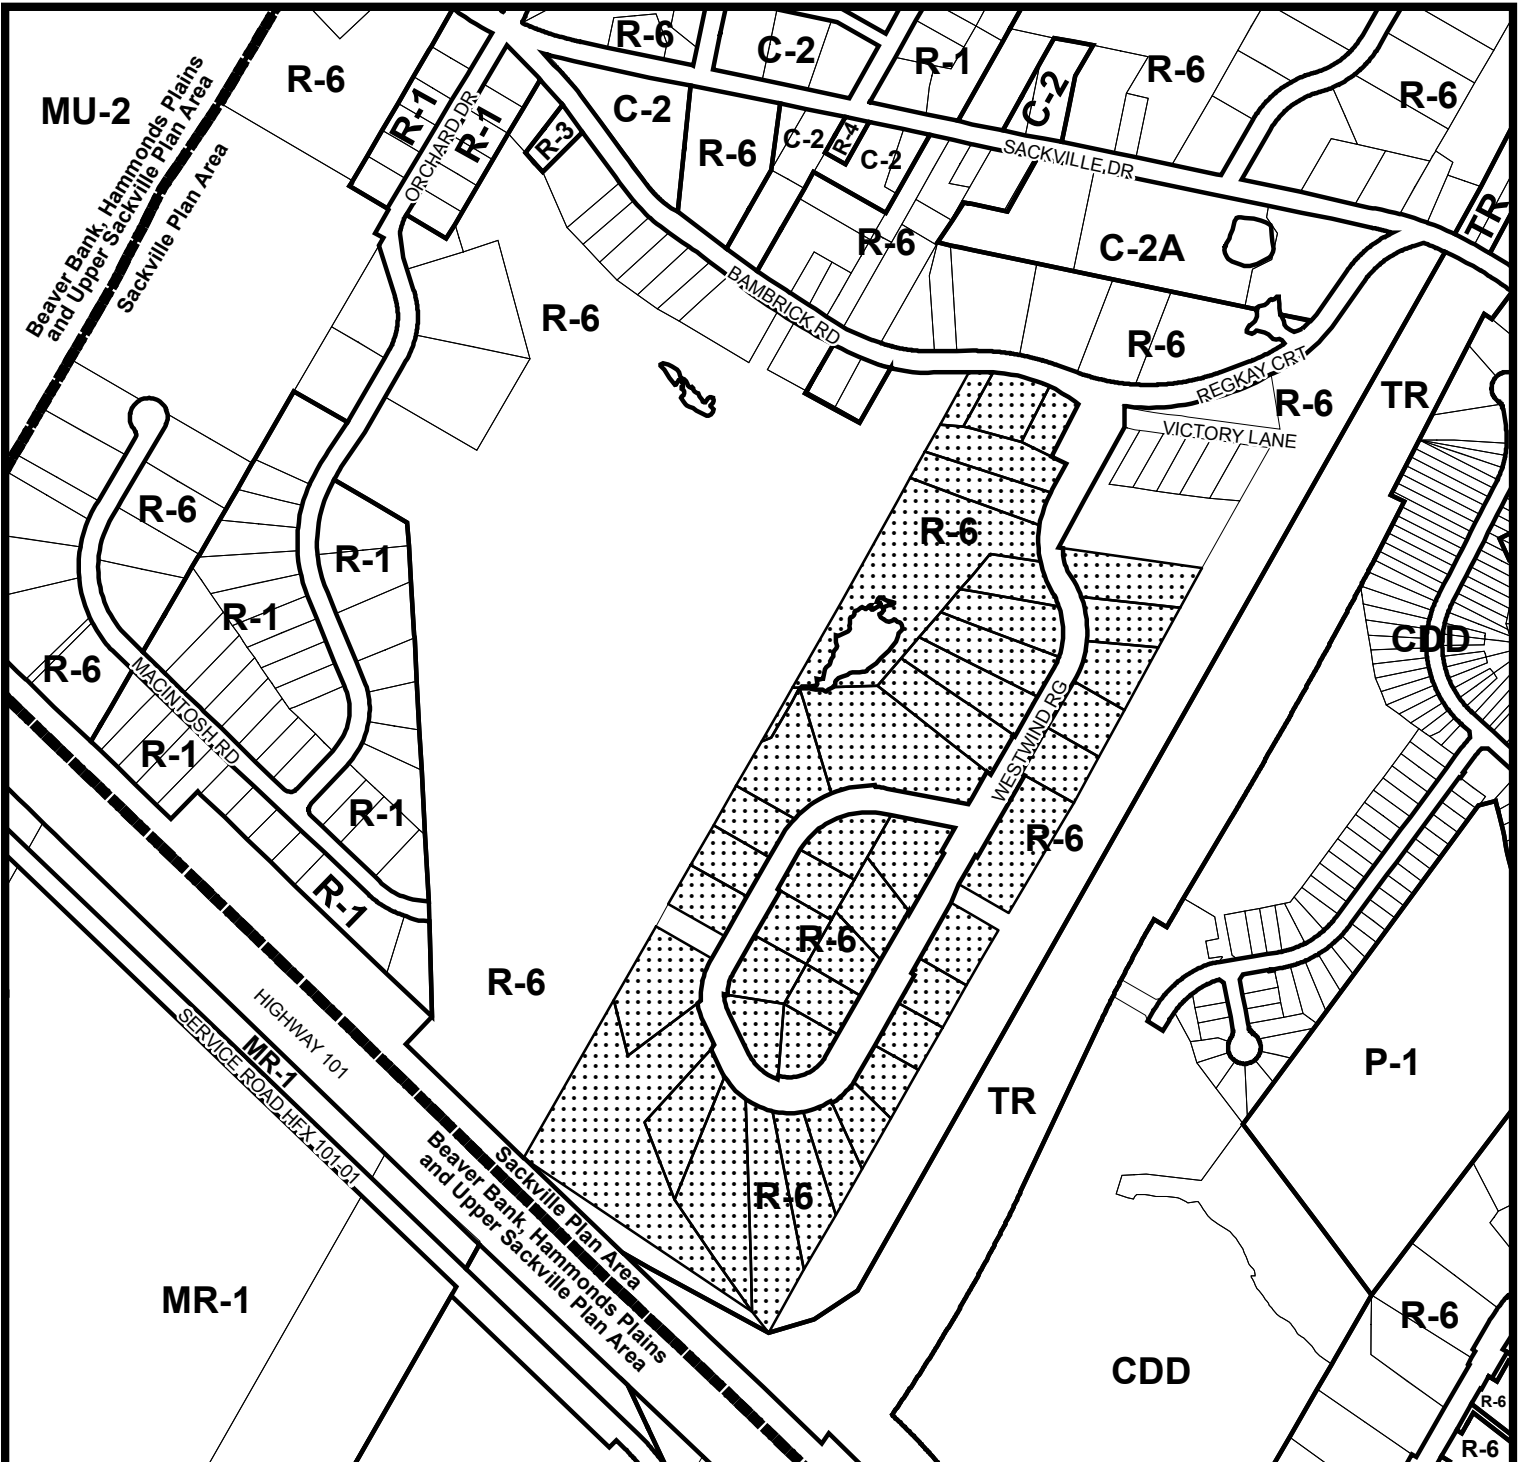 R-6
C-2
R-1
R-6
R-6
MU-2
Beaver Bank, Hammonds Plains
and Upper Sackville Plan Area
Sackville Plan Area
R-1
ORCHARD DR
R-1
R-3
C-2
R-6
C-2
R-4
C-2
C-2
SACKVILLE DR
R-6
TR
R-6
C-2A
R-6
BAMBRICK RD
R-6
REGKAY CRT
R-6
TR
VICTORY LANE
R-6
R-6
R-1
R-1
R-6
CDD
MACINTOSH RD
R-1
WESTWIND RG
R-1
R-6
R-1
R-6
R-6
HIGHWAY 101
MR-1
SERVICE ROAD HFX 101-01
TR
P-1
Sackville Plan Area
Beaver Bank, Hammonds Plains
and Upper Sackville Plan Area
R-6
MR-1
R-6
CDD
R-6
R-6